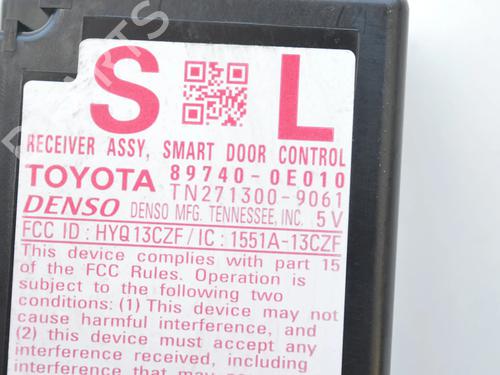 S L
RECEIVER ASSY, SMART DOOR CONTROL
TOYOTA 89740-0E010
TN271300-9061
DENSO DENSO MFG. TENNESSEE, INC. 5V
FCC ID : HYQ13CZF / IC : 1551A-13CZF
This device complies with part 15
of the FCC Rules. Operation is
subject to the following two
conditions: (1) This device may not
cause harmful interference, and
(2) this device must accept any
interference received, including
interference that may